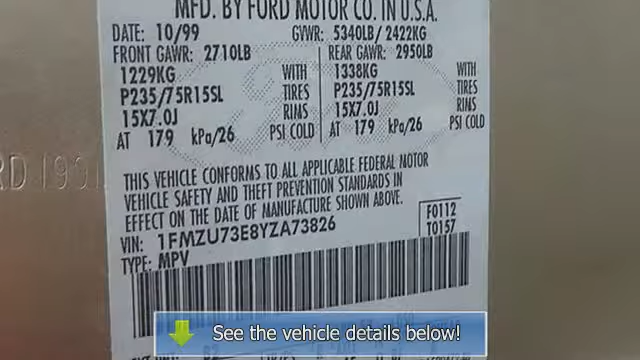 MFD. BY FORD MOTOR CO. IN U.S.A.
DATE: 10/99 GVWR: 5340LB/ 2422KG
FRONT GAWR: 2710LB REAR GAWR: 2950LB
1229KG WITH 1338KG WITH
P235/75R15SL TIRES P235/75R15SL TIRES
15X7.0J RIMS 15X7.0J RIMS
AT 179 kPa/26 PSI COLD AT 179 kPa/26 PSI COLD
THIS VEHICLE CONFORMS TO ALL APPLICABLE FEDERAL MOTOR
VEHICLE SAFETY AND THEFT PREVENTION STANDARDS IN
EFFECT ON THE DATE OF MANUFACTURE SHOWN ABOVE.
F0112
VIN: 1FMZU73E8YZA73826 T0157
TYPE: MPV
See the vehicle details below!